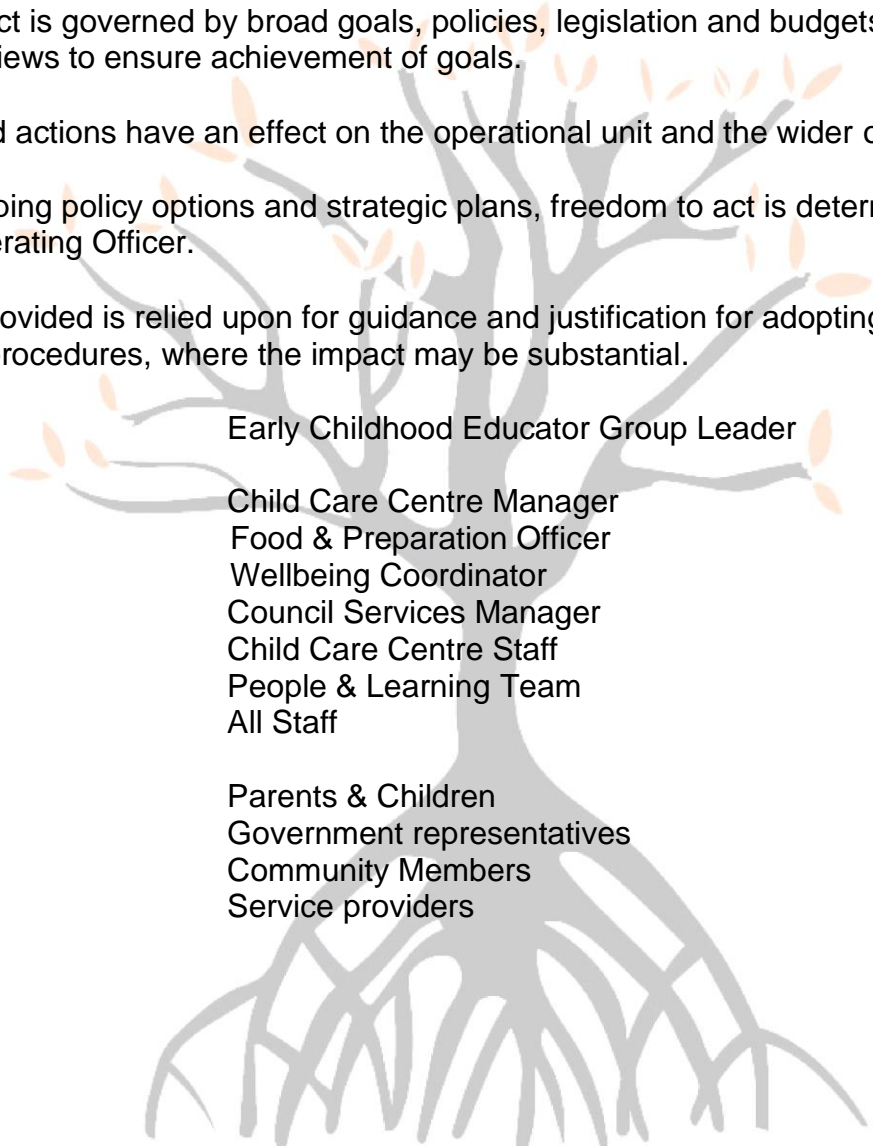 ct is governed by broad goals, policies, legislation and budgets
iews to ensure achievement of goals.
d actions have an effect on the operational unit and the wider o
oing policy options and strategic plans, freedom to act is deter
erating Officer.
ovided is relied upon for guidance and justification for adopting
procedures, where the impact may be substantial.
Early Childhood Educator Group Leader
Child Care Centre Manager
Food & Preparation Officer
Wellbeing Coordinator
Council Services Manager
Child Care Centre Staff
People & Learning Team
All Staff
Parents & Children
Government representatives
Community Members
Service providers